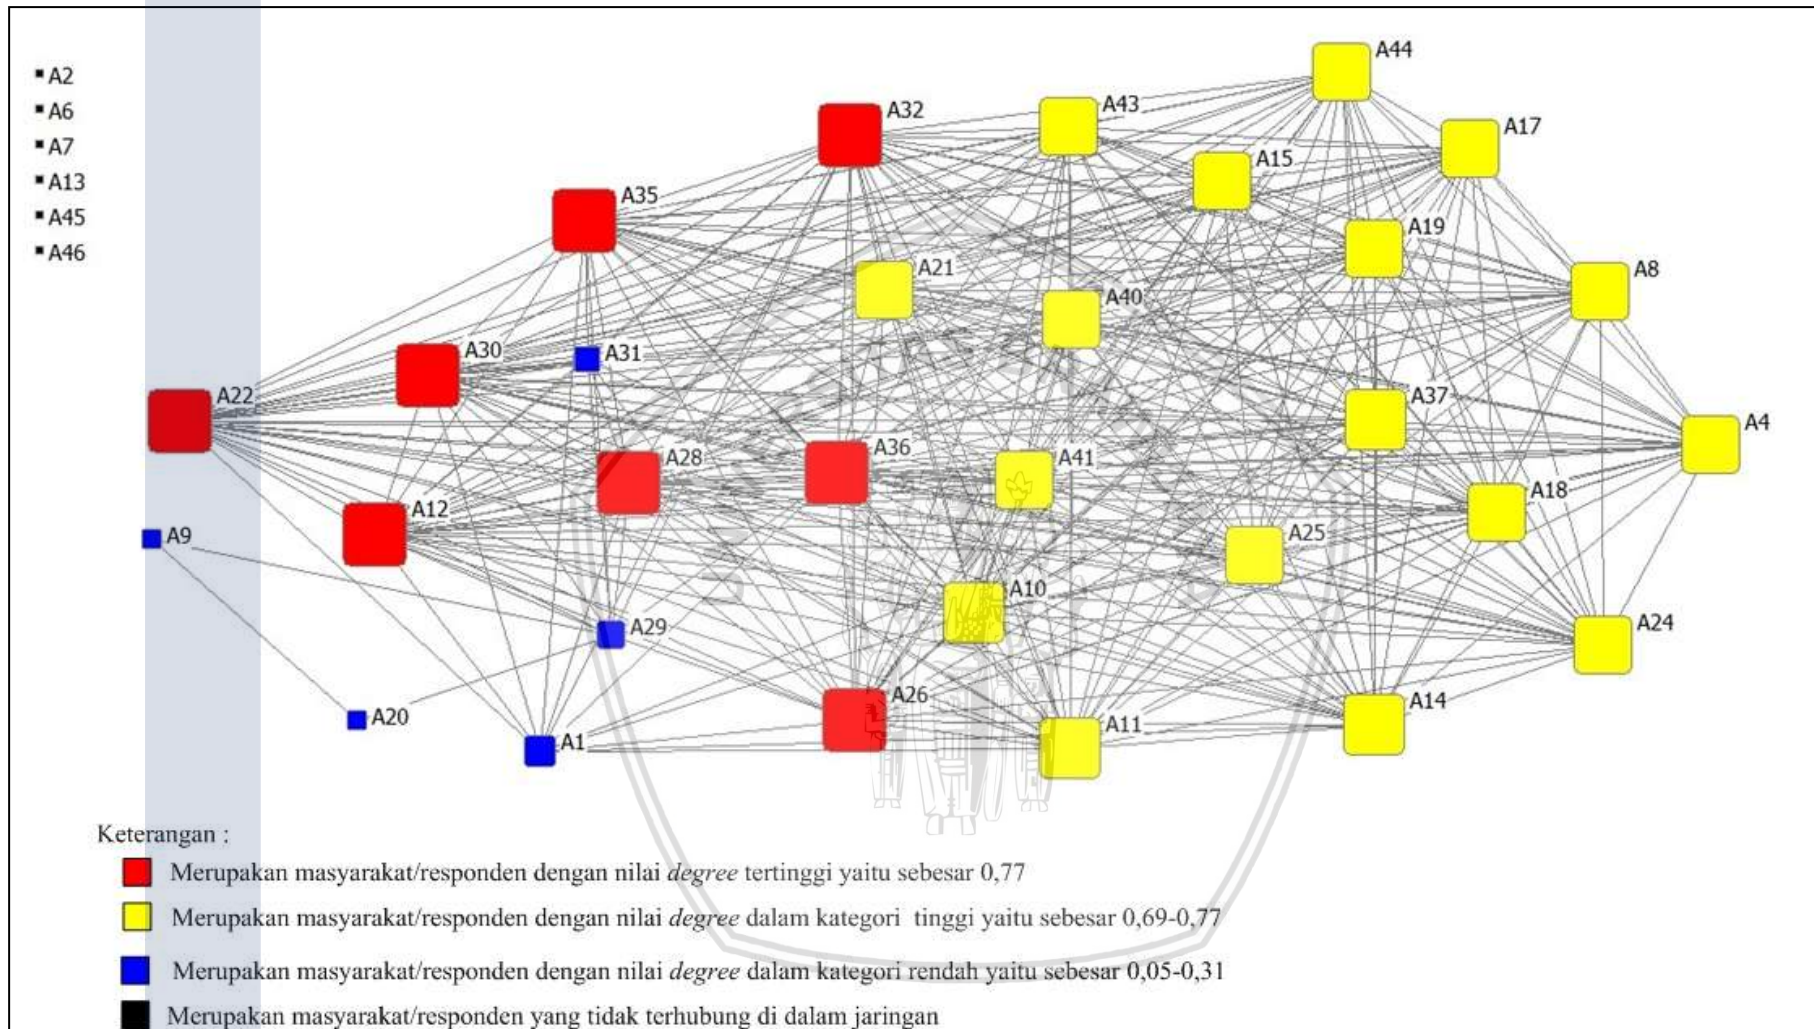 A2
A6
A7
A13
A45
A46
A44
A43
A32
A17
A15
A35
A19
A21
A8
A40
A30
A31
A22
A37
A4
A36
A28
A41
A18
A12
A25
A9
A10
A29
A24
A26
A14
A20
A11
A1
Keterangan :
Merupakan masyarakat/responden dengan nilai degree tertinggi yaitu sebesar 0,77
Merupakan masyarakat/responden dengan nilai degree dalam kategori tinggi yaitu sebesar 0,69-0,77
Merupakan masyarakat/responden dengan nilai degree dalam kategori rendah yaitu sebesar 0,05-0,31
Merupakan masyarakat/responden yang tidak terhubung di dalam jaringan